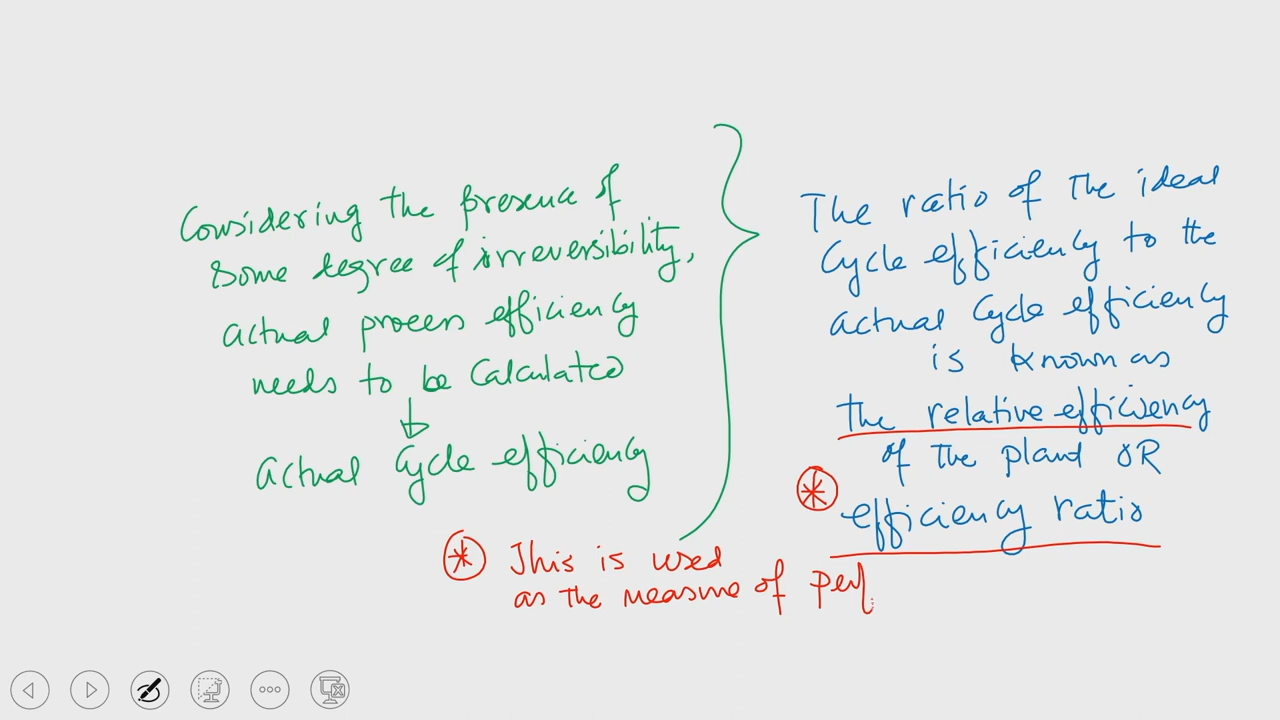 Considering the presence of
some degree of irreversibility,
actual process efficiency
needs to be calculated
actual cycle efficiency
The ratio of the ideal
cycle efficiency to the
actual cycle efficiency
is known as
the relative efficiency
of the pland OR
* efficiency ratio
* This is used
as the measure of perf